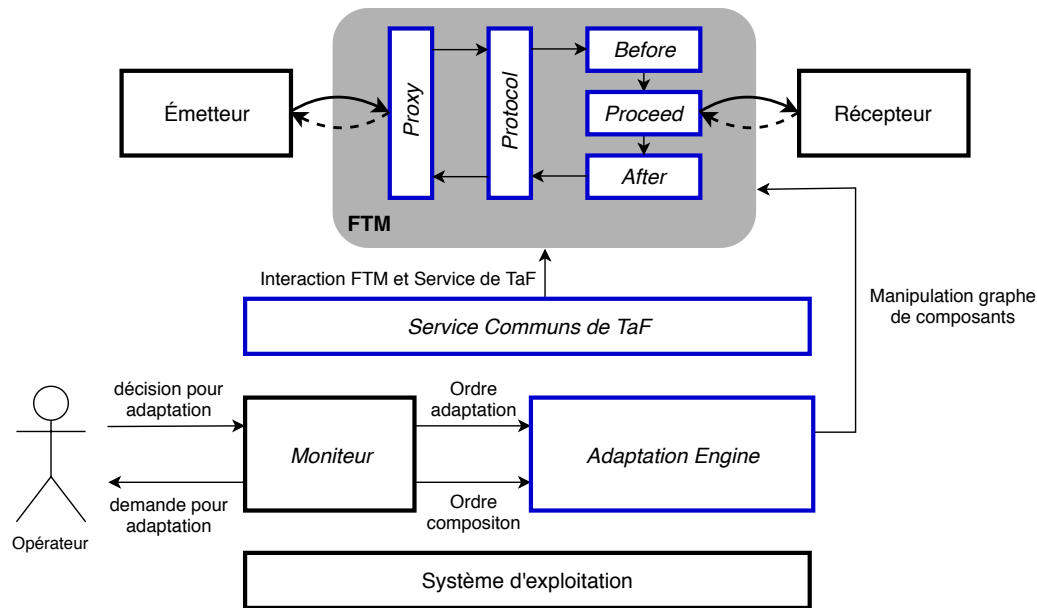 Émetteur
Proxy
Protocol
Before
Proceed
After
Récepteur
FTM
Interaction FTM et Service de TaF
Service Communs de TaF
Manipulation graphe
de composants
décision pour
adaptation
demande pour
adaptation
Opérateur
Moniteur
Ordre
adaptation
Ordre
compositon
Adaptation Engine
Système d'exploitation